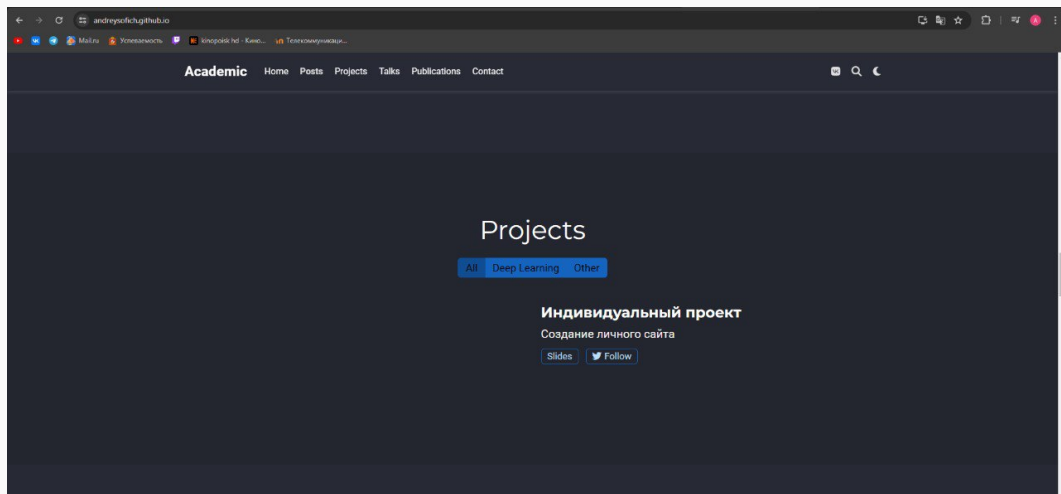 andreysofich.github.io
Mail.ru Успеваемость kinopoisk hd - Кино... Телекоммуникаци...
Academic Home Posts Projects Talks Publications Contact
Projects
All Deep Learning Other
Индивидуальный проект
Создание личного сайта
Slides Follow